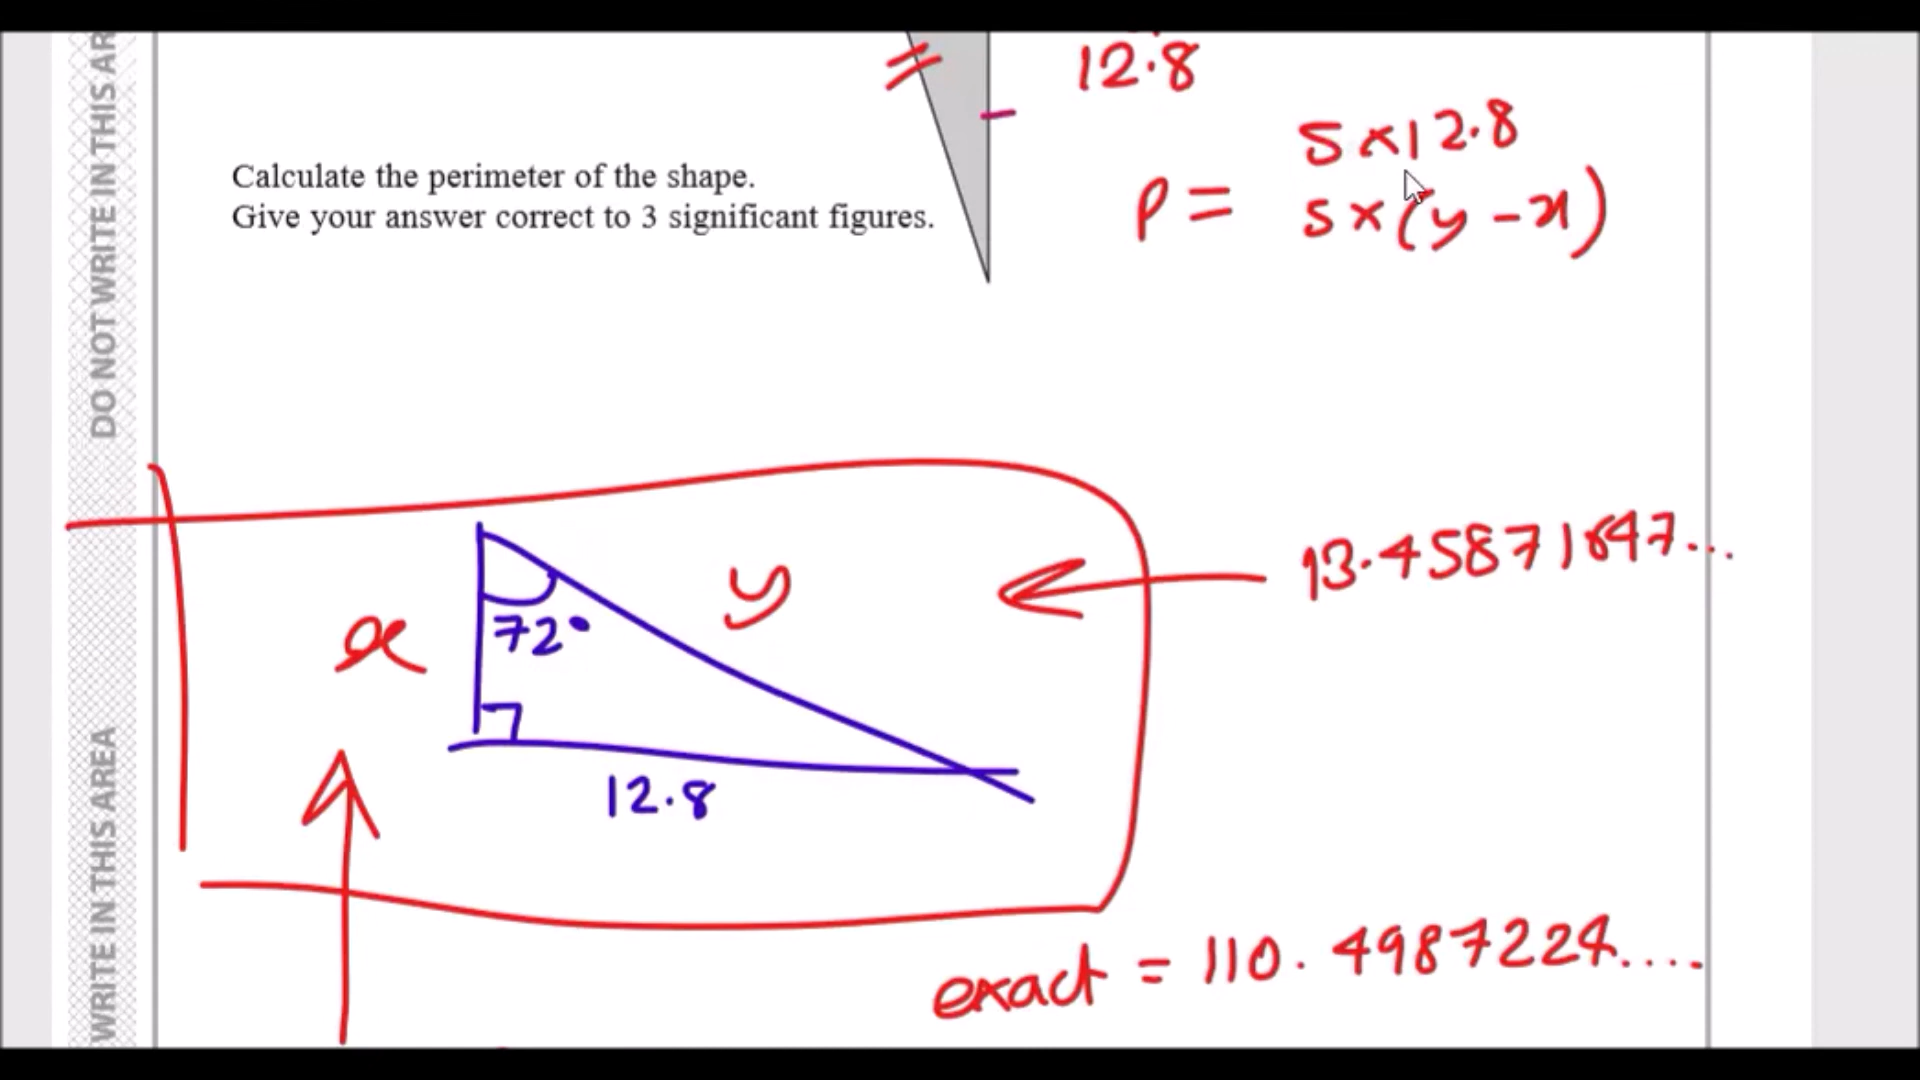 DO NOT WRITE IN THIS AR
12.8
5 × 12.8
Calculate the perimeter of the shape.
Give your answer correct to 3 significant figures.
P = 5 × (y - x)
13.45871647...
y
x
72°
12.8
WRITE IN THIS AREA
exact = 110.4987224....